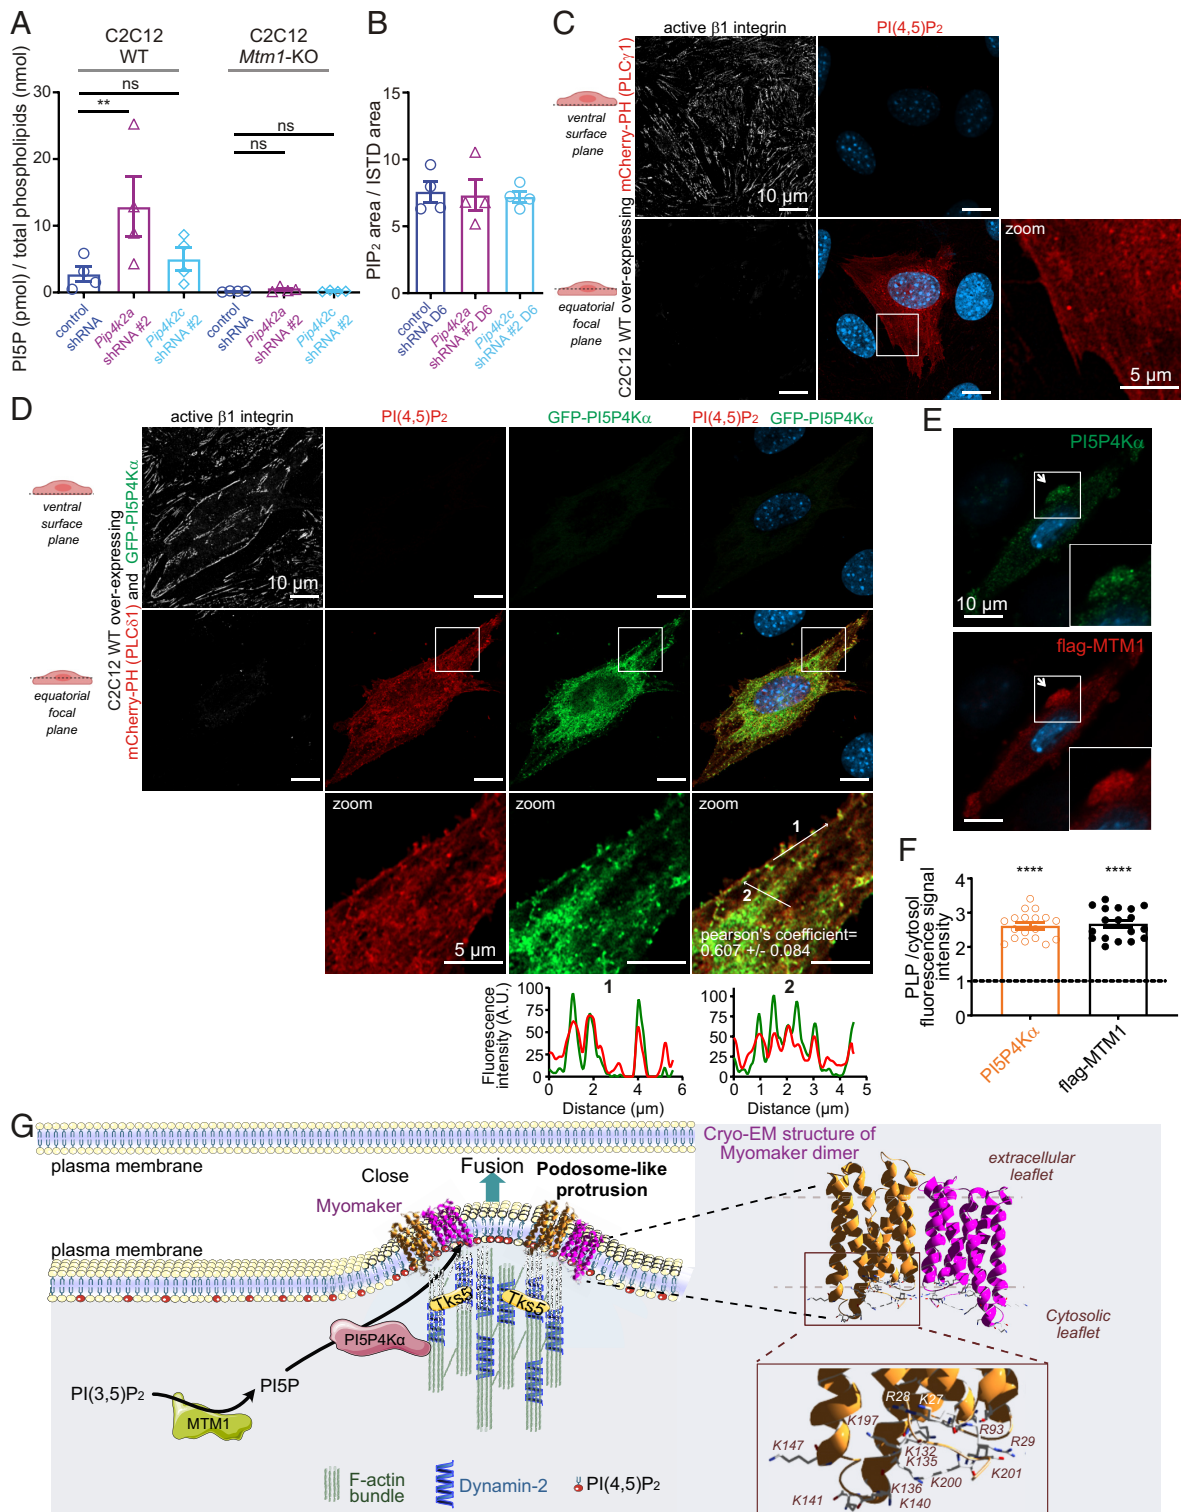 A
C2C12
WT
C2C12
Mtm1-KO
ns
**
ns
ns
PI5P (pmol) / total phospholipids (nmol)
30
20
10
0
control
shRNA
Pip4k2a
shRNA #2
Pip4k2c
shRNA #2
control
shRNA
Pip4k2a
shRNA #2
Pip4k2c
shRNA #2
B
PIP2 area / ISTD area
15
10
5
0
control
shRNA D6
Pip4k2a
shRNA #2 D6
Pip4k2c
shRNA #2 D6
C
active β1 integrin
PI(4,5)P2
ventral
surface
plane
equatorial
focal
plane
C2C12 WT over-expressing mCherry-PH (PLCγ1)
10 µm
zoom
5 µm
D
active β1 integrin
PI(4,5)P2
GFP-PI5P4Kα
PI(4,5)P2 GFP-PI5P4Kα
ventral
surface
plane
equatorial
focal
plane
C2C12 WT over-expressing
mCherry-PH (PLCδ1) and GFP-PI5P4Kα
10 µm
zoom
5 µm
zoom
zoom
1
2
pearson's coefficient=
0.607 +/- 0.084
Fluorescence
intensity (A.U.)
1
100
75
50
25
0
0 2 4 6
Distance (µm)
2
100
75
50
25
0
0 1 2 3 4 5
Distance (µm)
E
PI5P4Kα
10 µm
flag-MTM1
F
PLP /cytosol
fluorescence signal
intensity
4
3
2
1
0
****
****
PI5P4Kα
flag-MTM1
G
plasma membrane
Close
Fusion
Podosome-like
protrusion
Myomaker
plasma membrane
Tks5
Tks5
PI5P4Kα
PI(3,5)P2
PI5P
MTM1
F-actin
bundle
Dynamin-2
PI(4,5)P2
Cryo-EM structure of
Myomaker dimer
extracellular
leaflet
Cytosolic
leaflet
R28
K27
K197
R93
R29
K147
K132
K135
K200
K201
K136
K141
K140